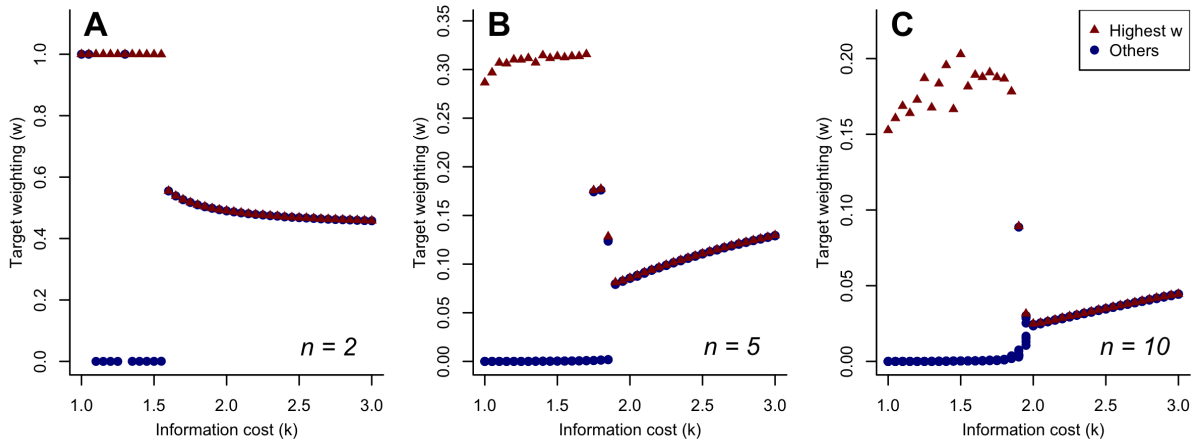 A
Target weighting (w)
0.0 0.2 0.4 0.6 0.8 1.0
1.0 1.5 2.0 2.5 3.0
Information cost (k)
n = 2
B
Target weighting (w)
0.00 0.05 0.10 0.15 0.20 0.25 0.30 0.35
1.0 1.5 2.0 2.5 3.0
Information cost (k)
n = 5
C
Target weighting (w)
0.00 0.05 0.10 0.15 0.20
1.0 1.5 2.0 2.5 3.0
Information cost (k)
n = 10
Highest w
Others